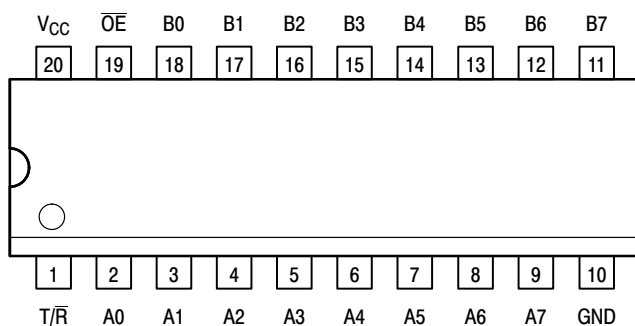 VCC O̅E̅ B0 B1 B2 B3 B4 B5 B6 B7
20 19 18 17 16 15 14 13 12 11
1 2 3 4 5 6 7 8 9 10
T/R̅ A0 A1 A2 A3 A4 A5 A6 A7 GND